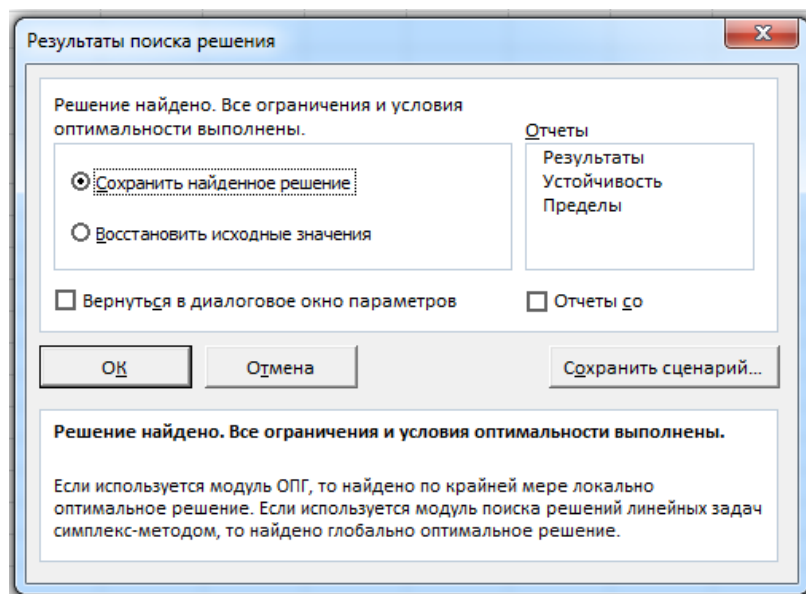 Результаты поиска решения
Решение найдено. Все ограничения и условия
оптимальности выполнены.
Отчеты
Результаты
Устойчивость
Пределы
Сохранить найденное решение
Восстановить исходные значения
Вернуться в диалоговое окно параметров
Отчеты со
ОК
Отмена
Сохранить сценарий...
Решение найдено. Все ограничения и условия оптимальности выполнены.
Если используется модуль ОПГ, то найдено по крайней мере локально
оптимальное решение. Если используется модуль поиска решений линейных задач
симплекс-методом, то найдено глобально оптимальное решение.